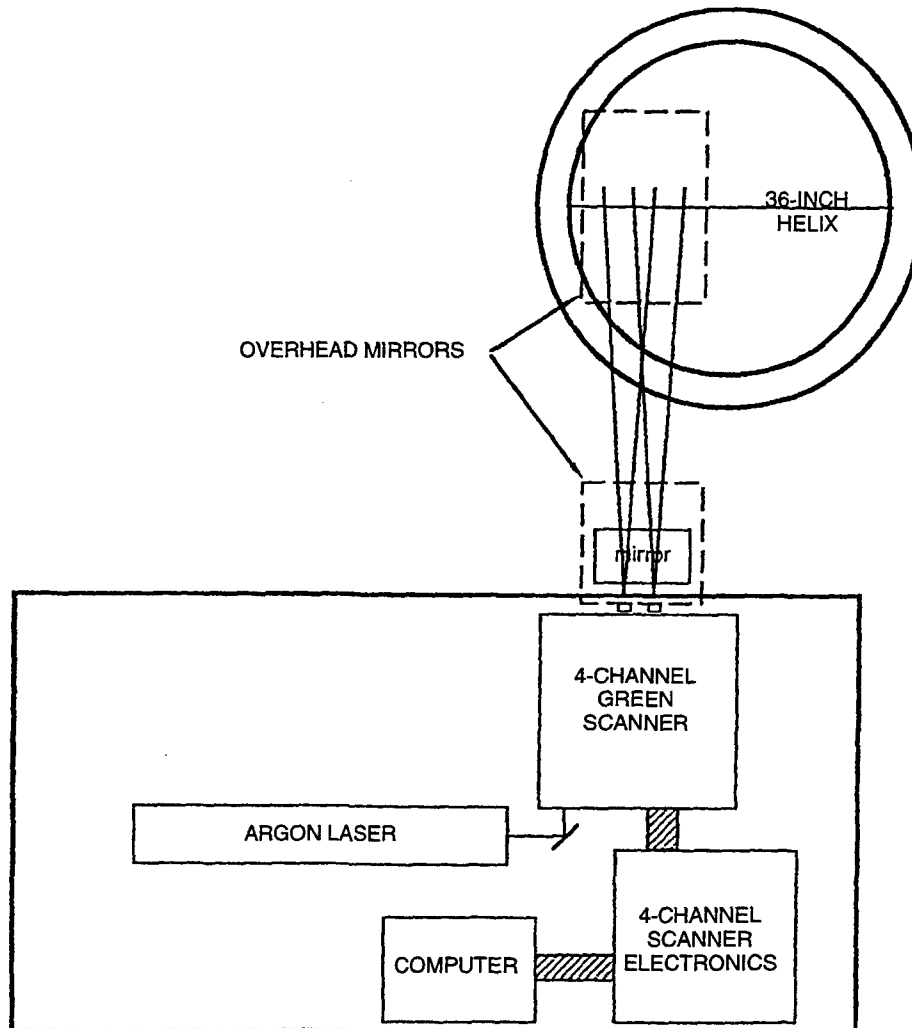 36-INCH
HELIX
OVERHEAD MIRRORS
mirror
4-CHANNEL
GREEN
SCANNER
ARGON LASER
4-CHANNEL
SCANNER
ELECTRONICS
COMPUTER